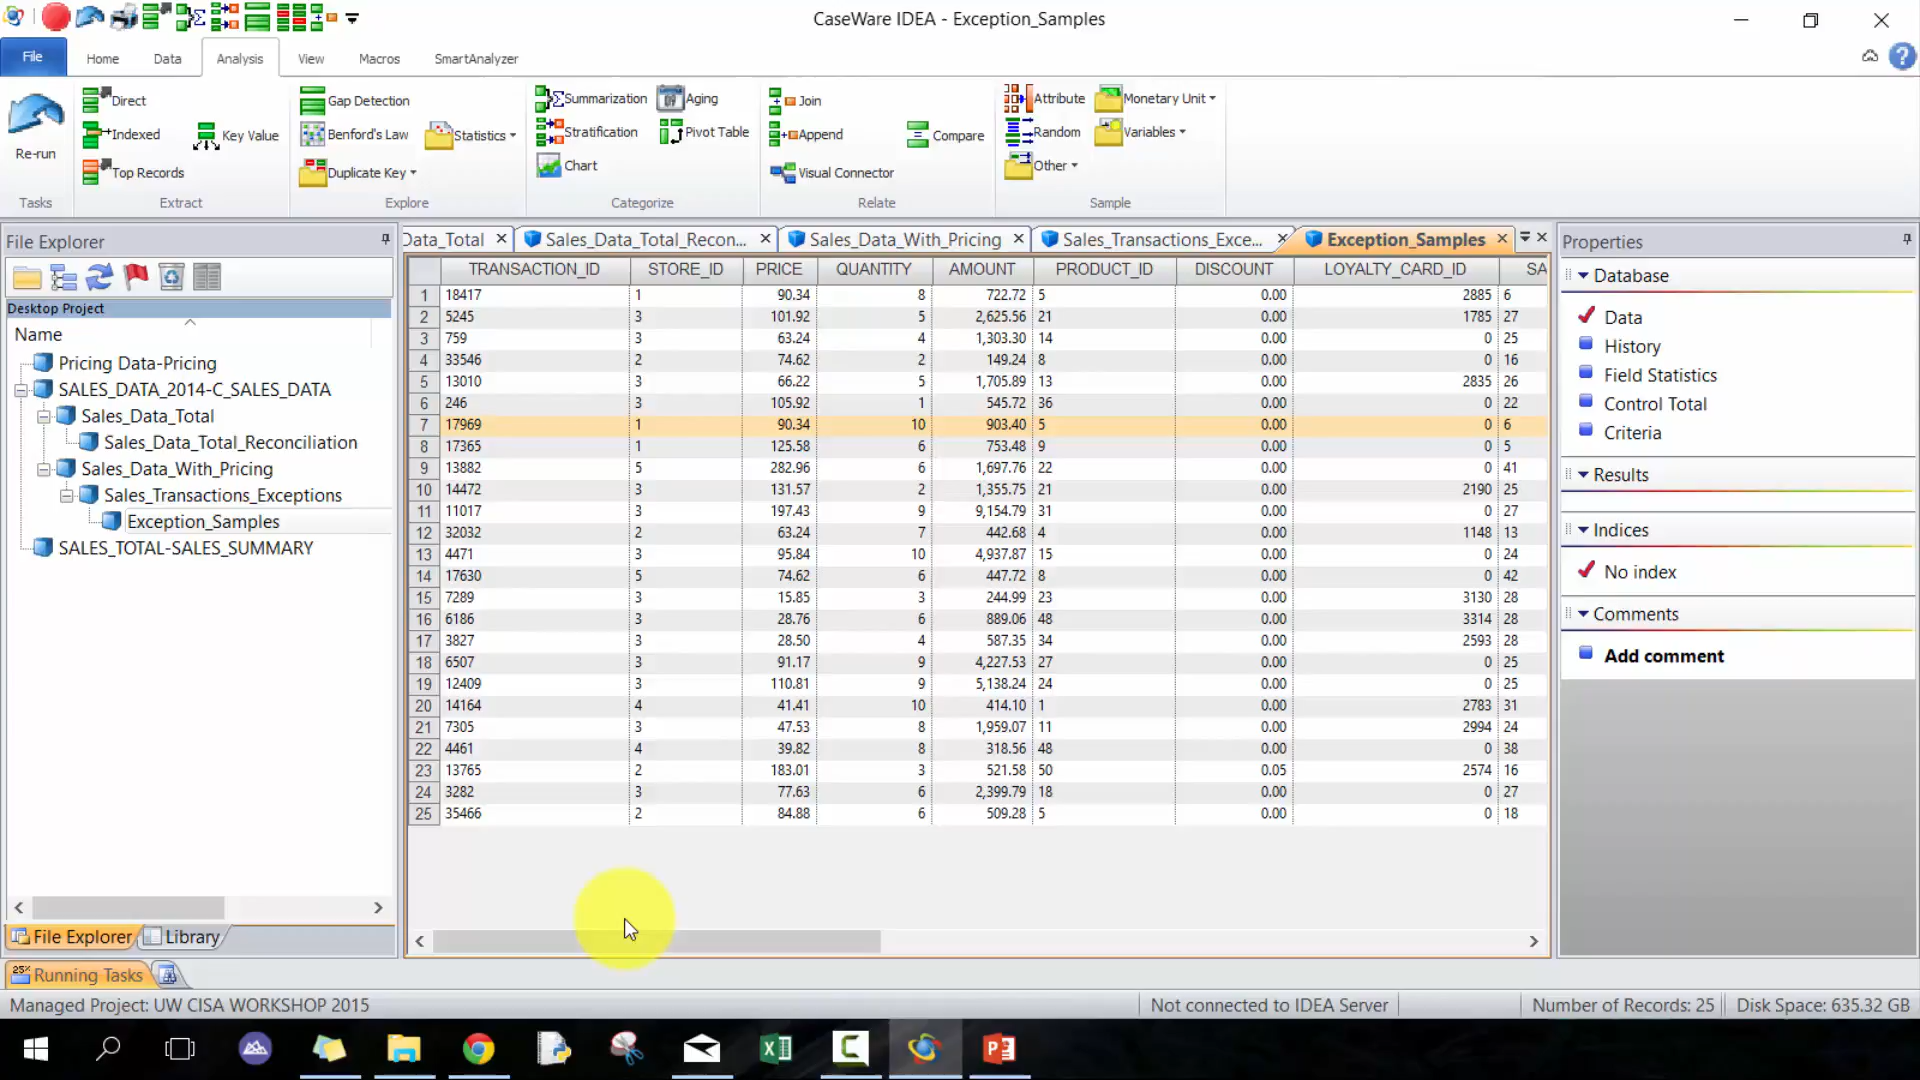 CaseWare IDEA - Exception_Samples
File Home Data Analysis View Macros SmartAnalyzer
Re-run
Tasks
Direct
Indexed
Key Value
Top Records
Extract
Gap Detection
Benford's Law
Statistics
Duplicate Key
Explore
Summarization
Aging
Stratification
Pivot Table
Chart
Categorize
Join
Append
Compare
Visual Connector
Relate
Attribute
Monetary Unit
Random
Variables
Other
Sample
File Explorer
Desktop Project
Name
Pricing Data-Pricing
SALES_DATA_2014-C_SALES_DATA
Sales_Data_Total
Sales_Data_Total_Reconciliation
Sales_Data_With_Pricing
Sales_Transactions_Exceptions
Exception_Samples
SALES_TOTAL-SALES_SUMMARY
File Explorer Library
Data_Total Sales_Data_Total_Recon... Sales_Data_With_Pricing Sales_Transactions_Exce... Exception_Samples
TRANSACTION_ID STORE_ID PRICE QUANTITY AMOUNT PRODUCT_ID DISCOUNT LOYALTY_CARD_ID SA
1 18417 1 90.34 8 722.72 5 0.00 2885 6
2 5245 3 101.92 5 2,625.56 21 0.00 1785 27
3 759 3 63.24 4 1,303.30 14 0.00 0 25
4 33546 2 74.62 2 149.24 8 0.00 0 16
5 13010 3 66.22 5 1,705.89 13 0.00 2835 26
6 246 3 105.92 1 545.72 36 0.00 0 22
7 17969 1 90.34 10 903.40 5 0.00 0 6
8 17365 1 125.58 6 753.48 9 0.00 0 5
9 13882 5 282.96 6 1,697.76 22 0.00 0 41
10 14472 3 131.57 2 1,355.75 21 0.00 2190 25
11 11017 3 197.43 9 9,154.79 31 0.00 0 27
12 32032 2 63.24 7 442.68 4 0.00 1148 13
13 4471 3 95.84 10 4,937.87 15 0.00 0 24
14 17630 5 74.62 6 447.72 8 0.00 0 42
15 7289 3 15.85 3 244.99 23 0.00 3130 28
16 6186 3 28.76 6 889.06 48 0.00 3314 28
17 3827 3 28.50 4 587.35 34 0.00 2593 28
18 6507 3 91.17 9 4,227.53 27 0.00 0 25
19 12409 3 110.81 9 5,138.24 24 0.00 0 25
20 14164 4 41.41 10 414.10 1 0.00 2783 31
21 7305 3 47.53 8 1,959.07 11 0.00 2994 24
22 4461 4 39.82 8 318.56 48 0.00 0 38
23 13765 2 183.01 3 521.58 50 0.05 2574 16
24 3282 3 77.63 6 2,399.79 18 0.00 0 27
25 35466 2 84.88 6 509.28 5 0.00 0 18
Properties
Database
Data
History
Field Statistics
Control Total
Criteria
Results
Indices
No index
Comments
Add comment
25% Running Tasks
Managed Project: UW CISA WORKSHOP 2015 Not connected to IDEA Server Number of Records: 25 Disk Space: 635.32 GB